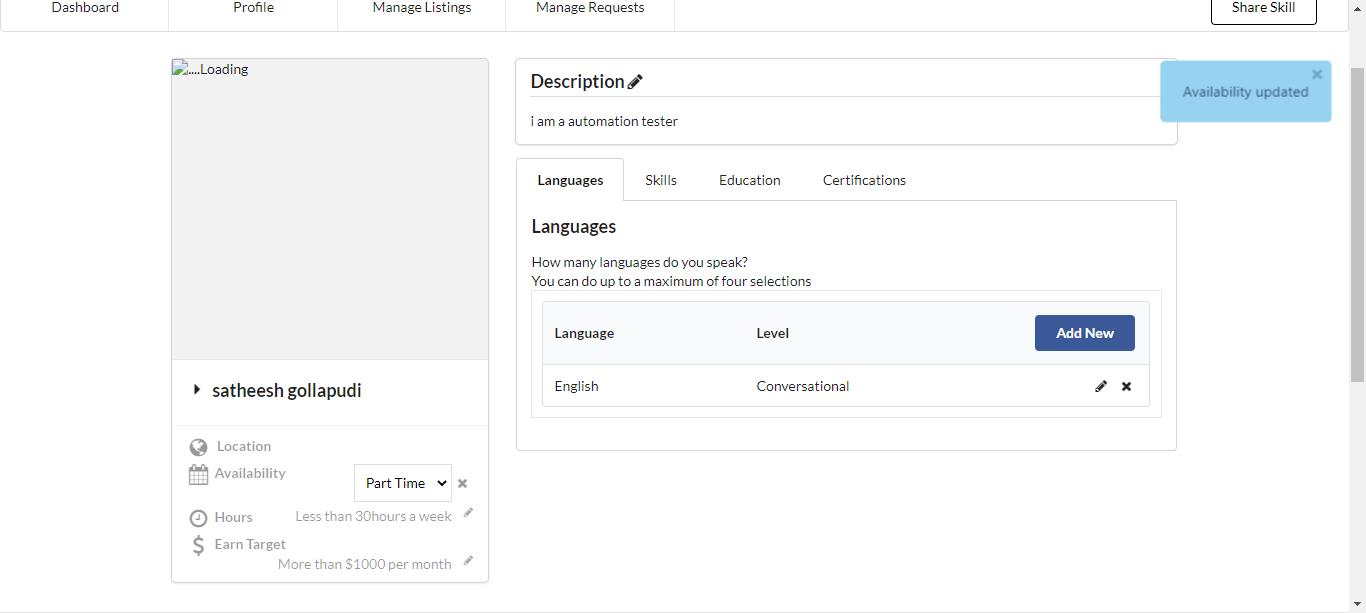 Dashboard
Profile
Manage Listings
Manage Requests
Share Skill
....Loading
Description
Availability updated
i am a automation tester
Languages
Skills
Education
Certifications
Languages
How many languages do you speak?
You can do up to a maximum of four selections
Language
Level
Add New
English
Conversational
satheesh gollapudi
Location
Availability
Part Time
Hours
Less than 30hours a week
Earn Target
More than $1000 per month